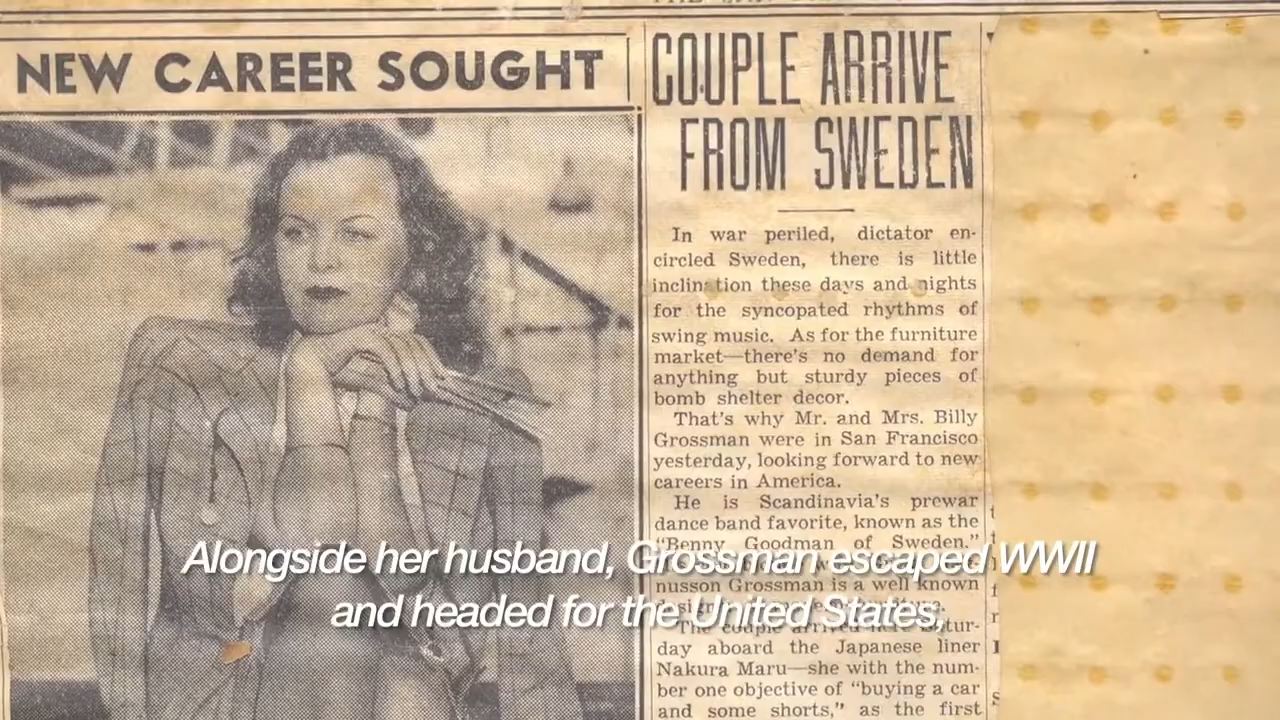 NEW CAREER SOUGHT
COUPLE ARRIVE
FROM SWEDEN
In war periled, dictator en-
circled Sweden, there is little
inclination these days and nights
for the syncopated rhythms of
swing music. As for the furniture
market—there's no demand for
anything but sturdy pieces of
bomb shelter decor.
That's why Mr. and Mrs. Billy
Grossman were in San Francisco
yesterday, looking forward to new
careers in America.
He is Scandinavia's prewar
dance band favorite, known as the
"Benny Goodman of Sweden."
nusson Grossman is a well known
The couple arrived here Satur-
day aboard the Japanese liner
Nakura Maru—she with the num-
ber one objective of "buying a car
and some shorts," as the first
Alongside her husband, Grossman escaped WWII
and headed for the United States,